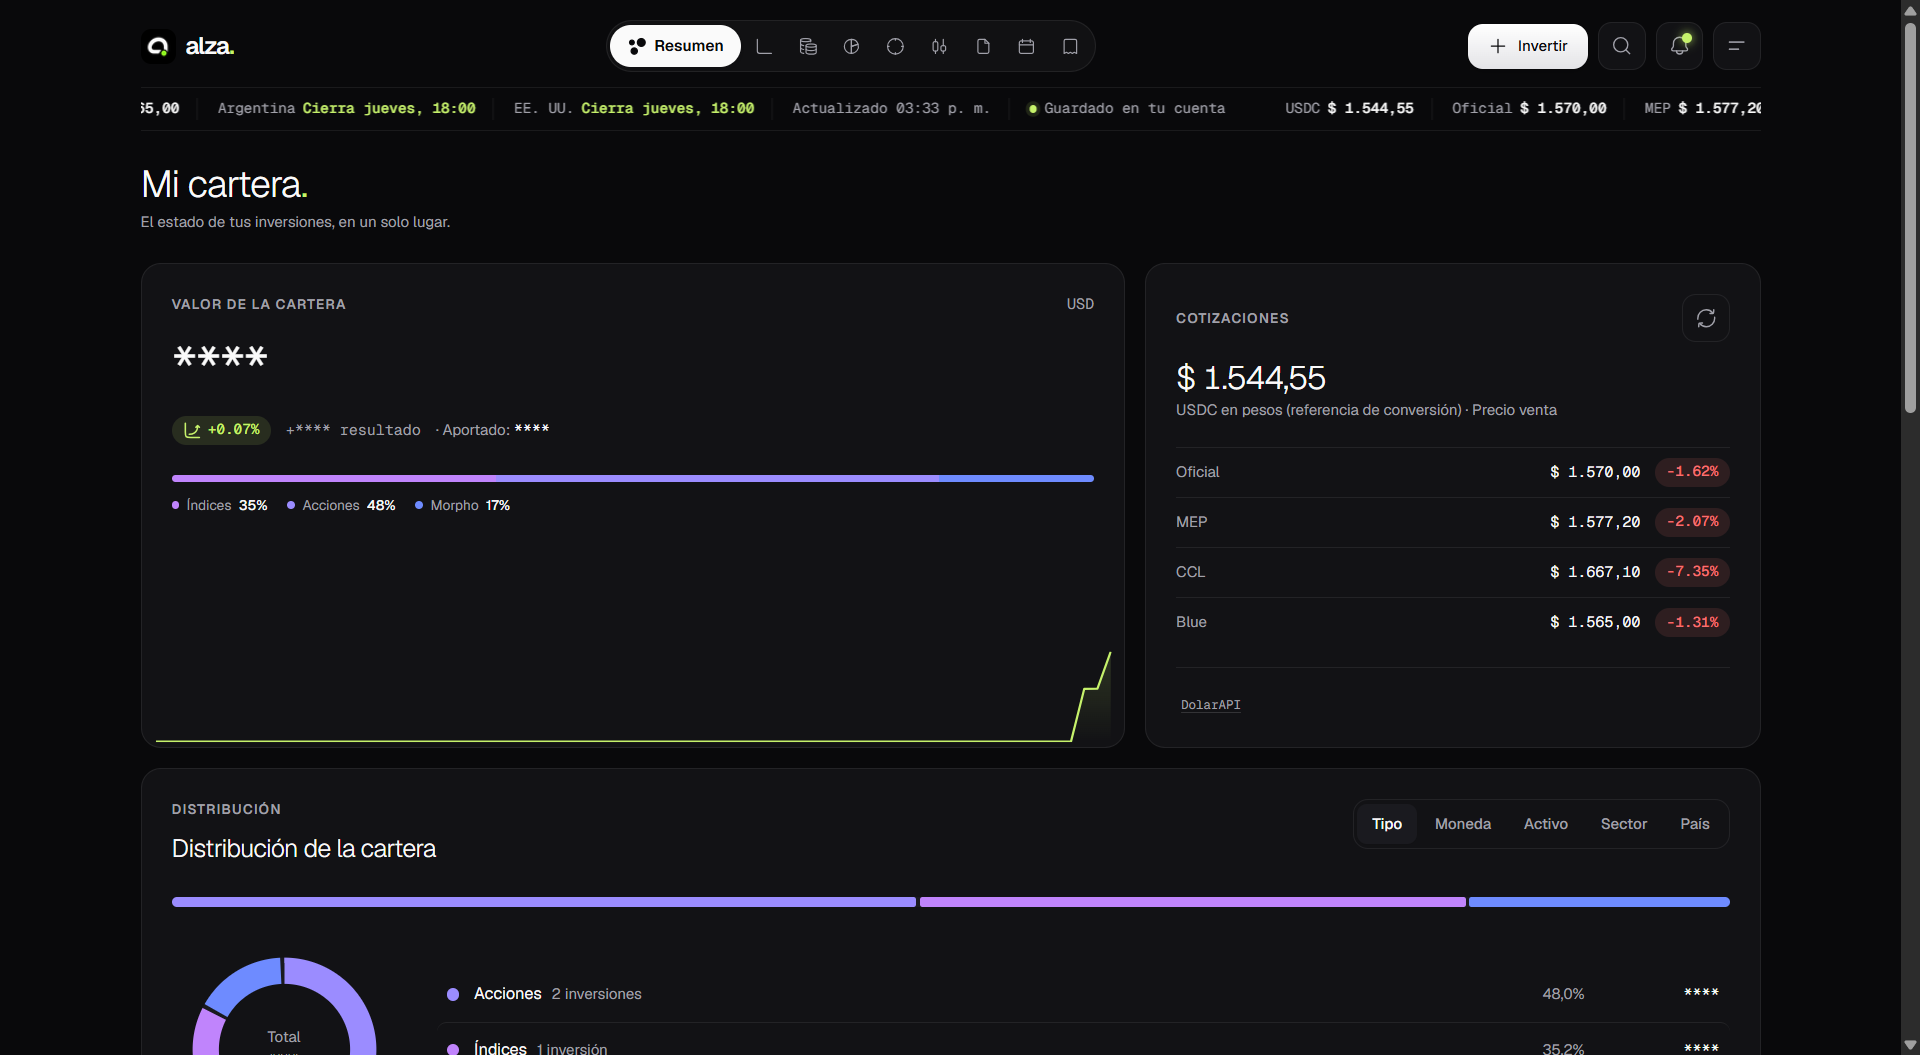 alza.
Resumen
Invertir
$5,00
Argentina Cierra jueves, 18:00
EE. UU. Cierra jueves, 18:00
Actualizado 03:33 p. m.
Guardado en tu cuenta
USDC $ 1.544,55
Oficial $ 1.570,00
MEP $ 1.577,20
Mi cartera.
El estado de tus inversiones, en un solo lugar.
VALOR DE LA CARTERA
USD
****
+0.07%
+**** resultado · Aportado: ****
Índices 35%
Acciones 48%
Morpho 17%
COTIZACIONES
$ 1.544,55
USDC en pesos (referencia de conversión) · Precio venta
Oficial $ 1.570,00 -1.62%
MEP $ 1.577,20 -2.07%
CCL $ 1.667,10 -7.35%
Blue $ 1.565,00 -1.31%
DolarAPI
DISTRIBUCIÓN
Distribución de la cartera
Tipo
Moneda
Activo
Sector
País
Total
Acciones 2 inversiones 48,0% ****
Índices 1 inversión 35,2% ****